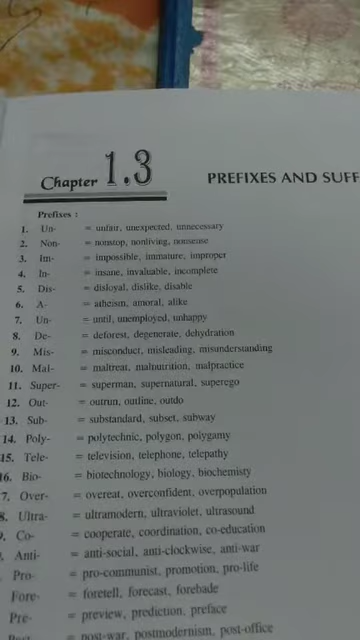 Chapter 1.3
PREFIXES AND SUFF
Prefixes :
1. Un- = unfair, unexpected, unnecessary
2. Non- = nonstop, nonliving, nonsense
3. Im- = impossible, immature, improper
4. In- = insane, invaluable, incomplete
5. Dis- = disloyal, dislike, disable
6. A- = atheism, amoral, alike
7. Un- = until, unemployed, unhappy
8. De- = deforest, degenerate, dehydration
9. Mis- = misconduct, misleading, misunderstanding
10. Mal- = maltreat, malnutrition, malpractice
11. Super- = superman, supernatural, superego
12. Out- = outrun, outline, outdo
13. Sub- = substandard, subset, subway
14. Poly- = polytechnic, polygon, polygamy
15. Tele- = television, telephone, telepathy
16. Bio- = biotechnology, biology, biochemisty
7. Over- = overeat, overconfident, overpopulation
8. Ultra- = ultramodern, ultraviolet, ultrasound
9. Co- = cooperate, coordination, co-education
Anti- = anti-social, anti-clockwise, anti-war
Pro- = pro-communist, promotion, pro-life
Fore- = foretell, forecast, forebade
Pre- = preview, prediction, preface
Post = post-war, postmodernism, post-office